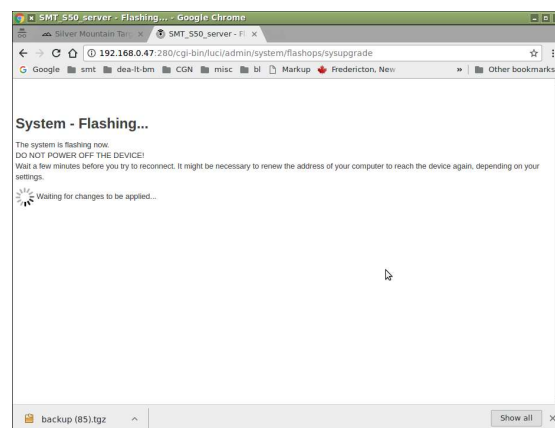 SMT_S50_server - Flashing... - Google Chrome
Silver Mountain Targ
SMT_S50_server - Fl
192.168.0.47:280/cgi-bin/luci/admin/system/flashops/sysupgrade
Google smt dea-lt-bm CGN misc bl Markup Fredericton, New » Other bookmarks
System - Flashing...
The system is flashing now.
DO NOT POWER OFF THE DEVICE!
Wait a few minutes before you try to reconnect. It might be necessary to renew the address of your computer to reach the device again, depending on your
settings.
Waiting for changes to be applied...
backup (85).tgz Show all